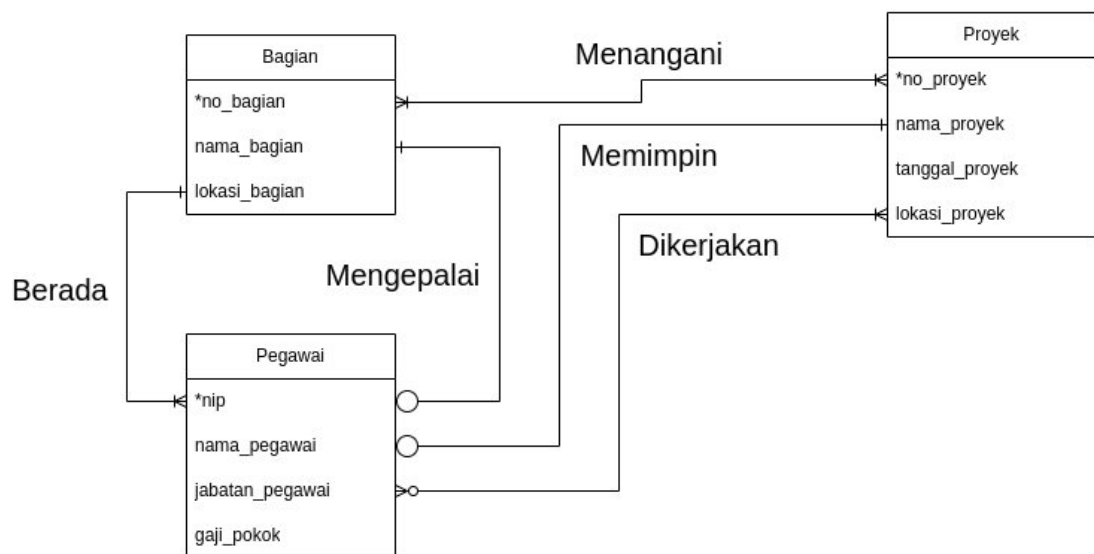 Bagian
*no_bagian
nama_bagian
lokasi_bagian
Menangani
Proyek
*no_proyek
nama_proyek
tanggal_proyek
lokasi_proyek
Memimpin
Dikerjakan
Mengepalai
Berada
Pegawai
*nip
nama_pegawai
jabatan_pegawai
gaji_pokok